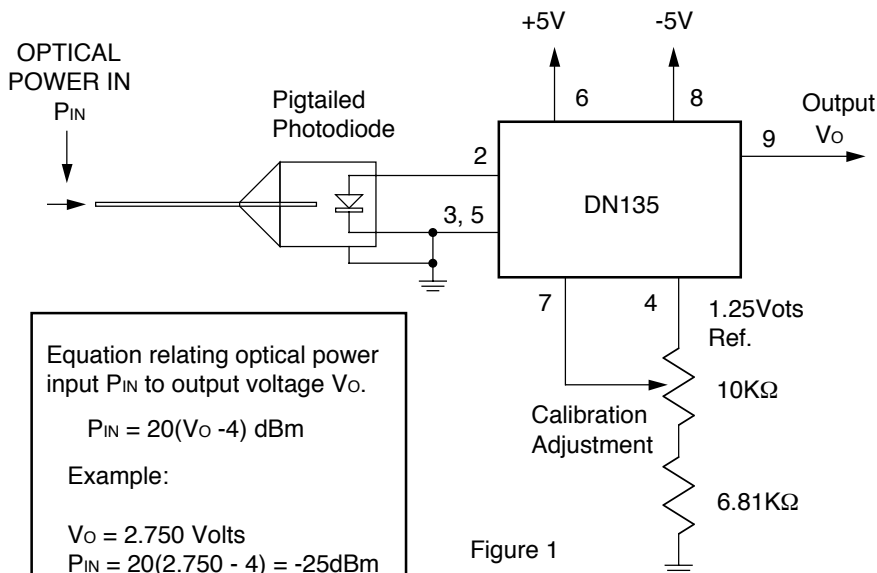 +5V
-5V
OPTICAL
POWER IN
PIN
6
8
Output
VO
Pigtailed
Photodiode
9
2
DN135
3, 5
7
4
1.25Vots
Ref.
10KΩ
Calibration
Adjustment
6.81KΩ
Equation relating optical power
input PIN to output voltage VO.
PIN = 20(VO -4) dBm
Example:
VO = 2.750 Volts
PIN = 20(2.750 - 4) = -25dBm
Figure 1